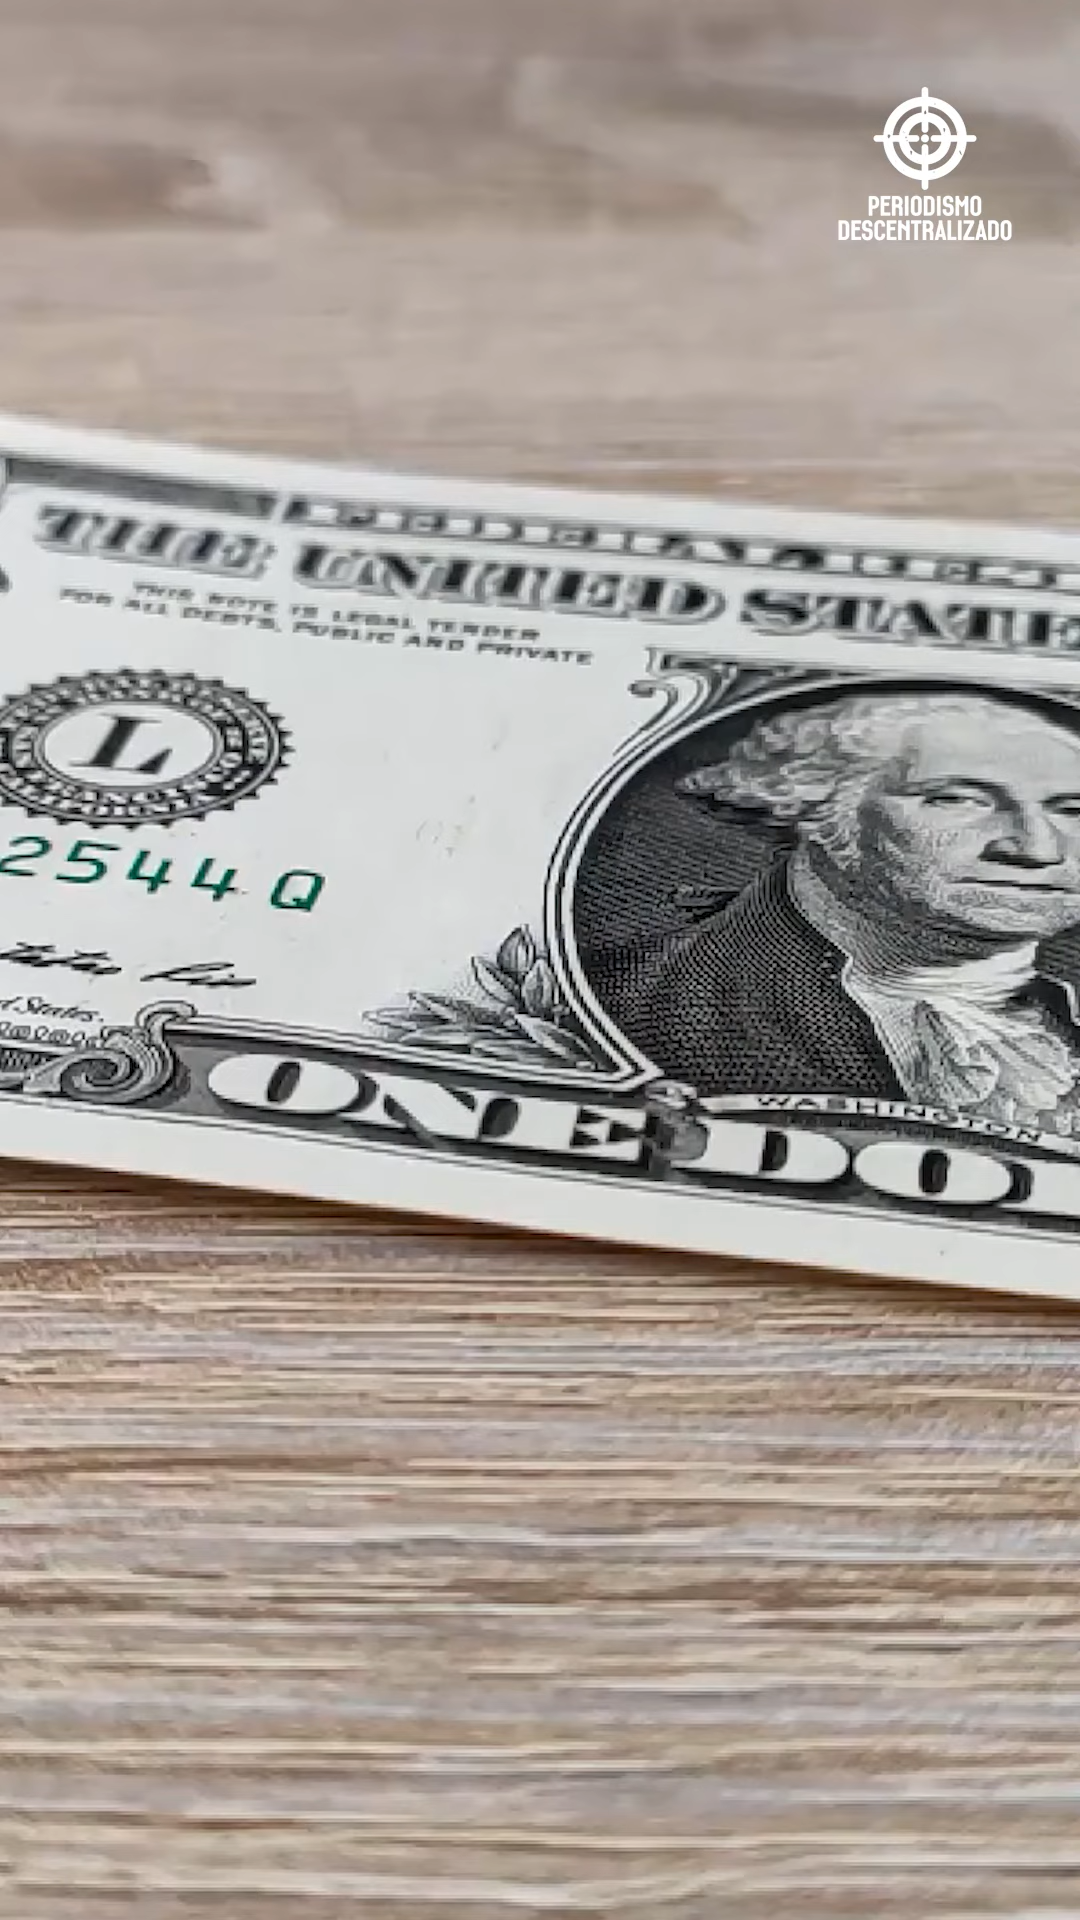 PERIODISMO
DESCENTRALIZADO
THE UNITED STATE
THIS NOTE IS LEGAL TENDER
FOR ALL DEBTS, PUBLIC AND PRIVATE
L
2544 Q
d States.
WASHINGTON
ONE DO